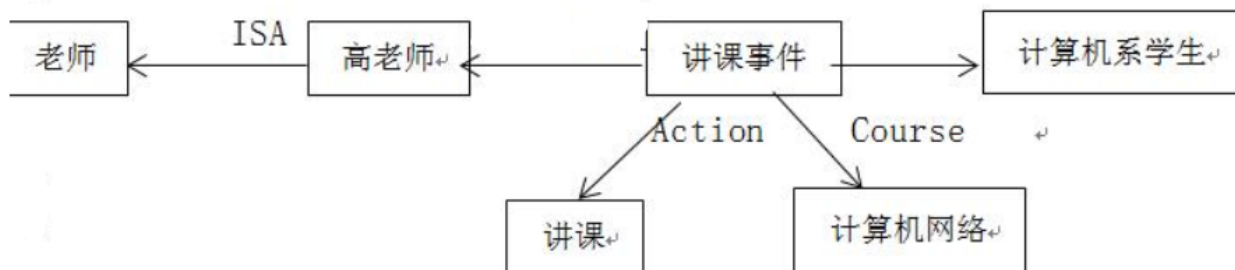 ISA
老师
高老师
讲课事件
计算机系学生
Action
Course
讲课
计算机网络